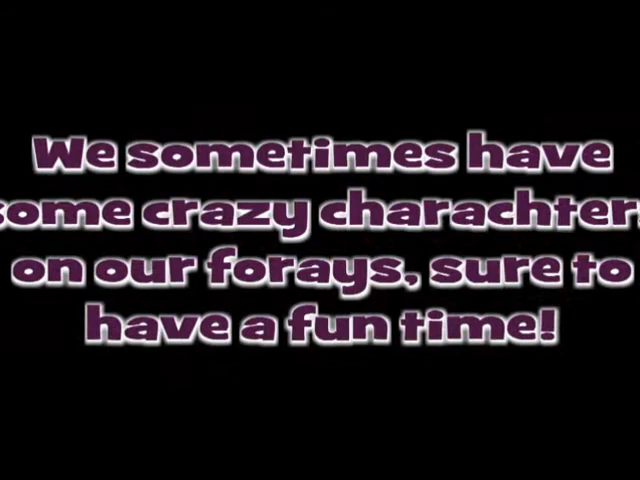 We sometimes have
some crazy charachters
on our forays, sure to
have a fun time!